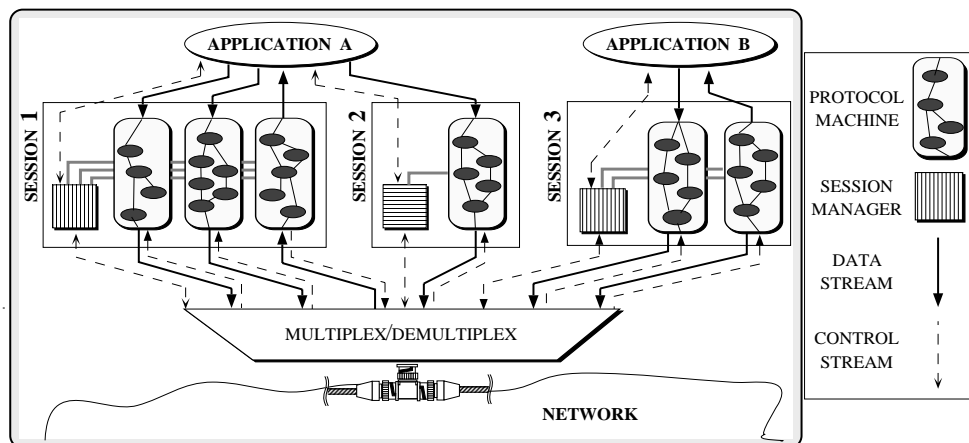 APPLICATION A
APPLICATION B
SESSION 1
SESSION 2
SESSION 3
MULTIPLEX/DEMULTIPLEX
NETWORK
PROTOCOL
MACHINE
SESSION
MANAGER
DATA
STREAM
CONTROL
STREAM